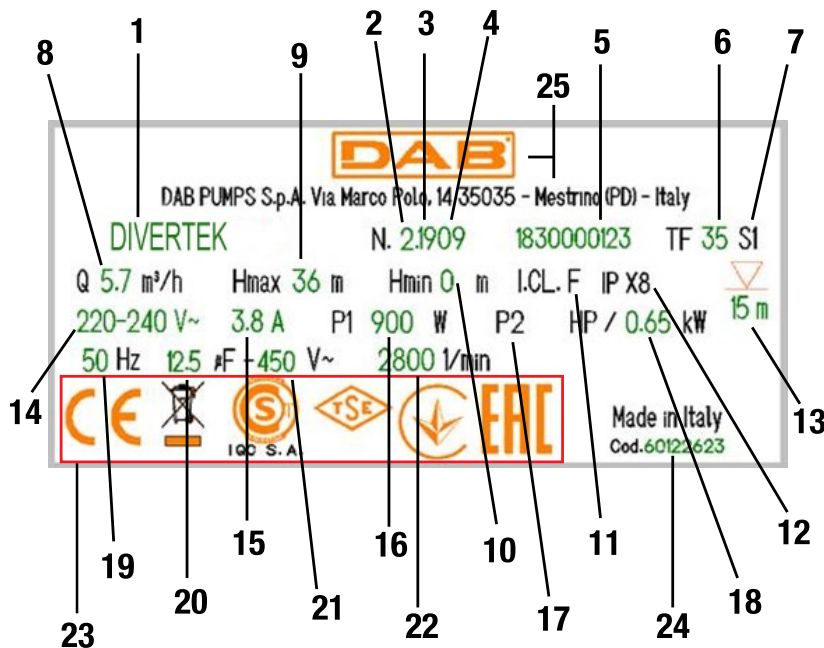 1 2 3 4 5 6 7
8 9 25
DAB
DAB PUMPS S.p.A. Via Marco Polo, 14 35035 - Mestrino (PD) - Italy
DIVERTEK N. 2.1909 1830000123 TF 35 S1
Q 5.7 m³/h Hmax 36 m Hmin 0 m I.CL. F IP X8
220-240 V~ 3.8 A P1 900 W P2 HP / 0.65 kW 15 m
50 Hz 12.5 µF - 450 V~ 2800 1/min
14 13
CE S TSE EAC Made in Italy
IQC S.A. Cod.60122623
19 15 16 10 11 12
20 21 22 17 18
23 24